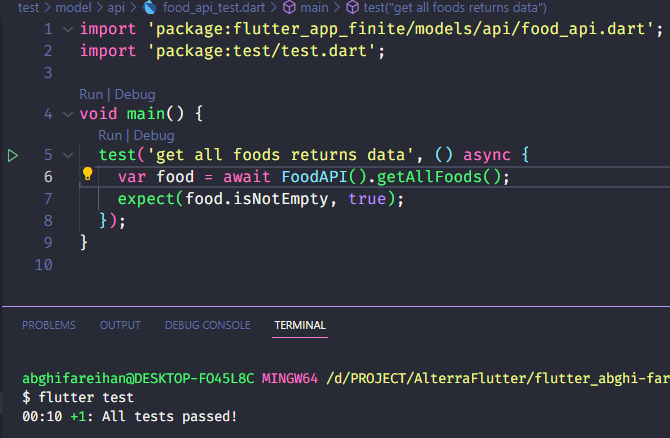 test > model > api > food_api_test.dart > main > test("get all foods returns data")
1 import 'package:flutter_app_finite/models/api/food_api.dart';
2 import 'package:test/test.dart';
3
Run | Debug
4 void main() {
Run | Debug
5 test('get all foods returns data', () async {
6 var food = await FoodAPI().getAllFoods();
7 expect(food.isNotEmpty, true);
8 });
9 }
10
PROBLEMS OUTPUT DEBUG CONSOLE TERMINAL
abghifareihan@DESKTOP-FO45L8C MINGW64 /d/PROJECT/AlterraFlutter/flutter_abghi-far
$ flutter test
00:10 +1: All tests passed!